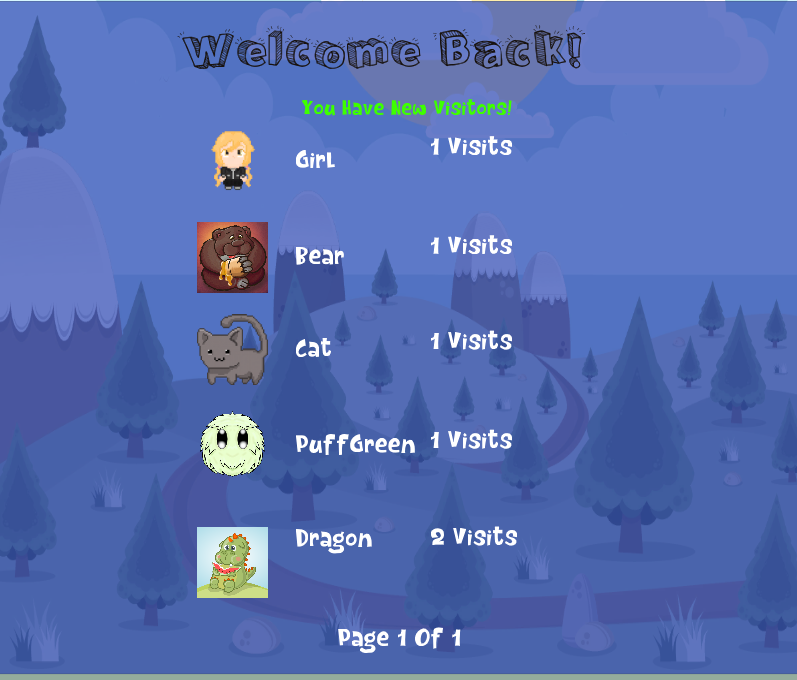 Welcome Back!
You Have New Visitors!
Girl 1 Visits
Bear 1 Visits
Cat 1 Visits
PuffGreen 1 Visits
Dragon 2 Visits
Page 1 Of 1